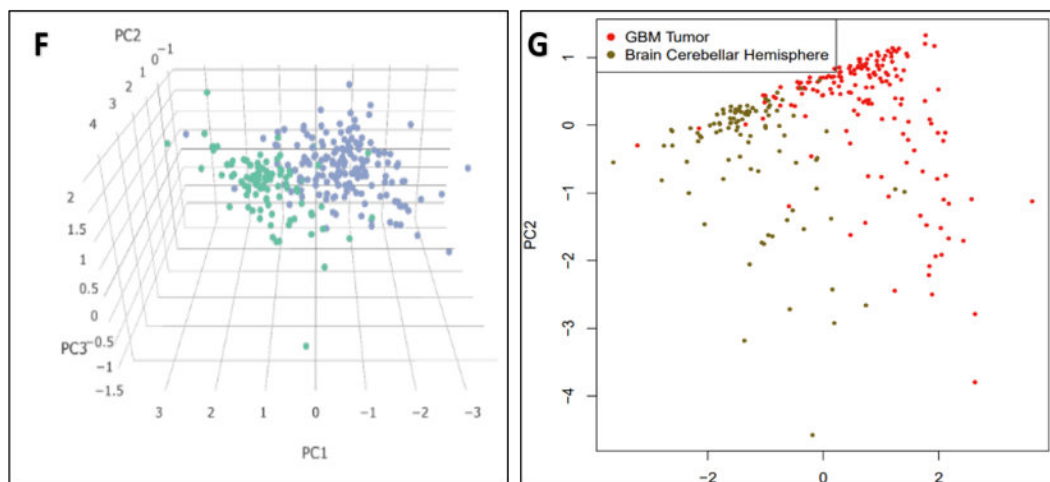 F
PC2
0
−1
1
2
3
4
2
1.5
1
0.5
0
−0.5
−1
−1.5
PC3
3 2 1 0 −1 −2 −3
PC1
G
GBM Tumor
Brain Cerebellar Hemisphere
PC2
1
0
−1
−2
−3
−4
−2 0 2